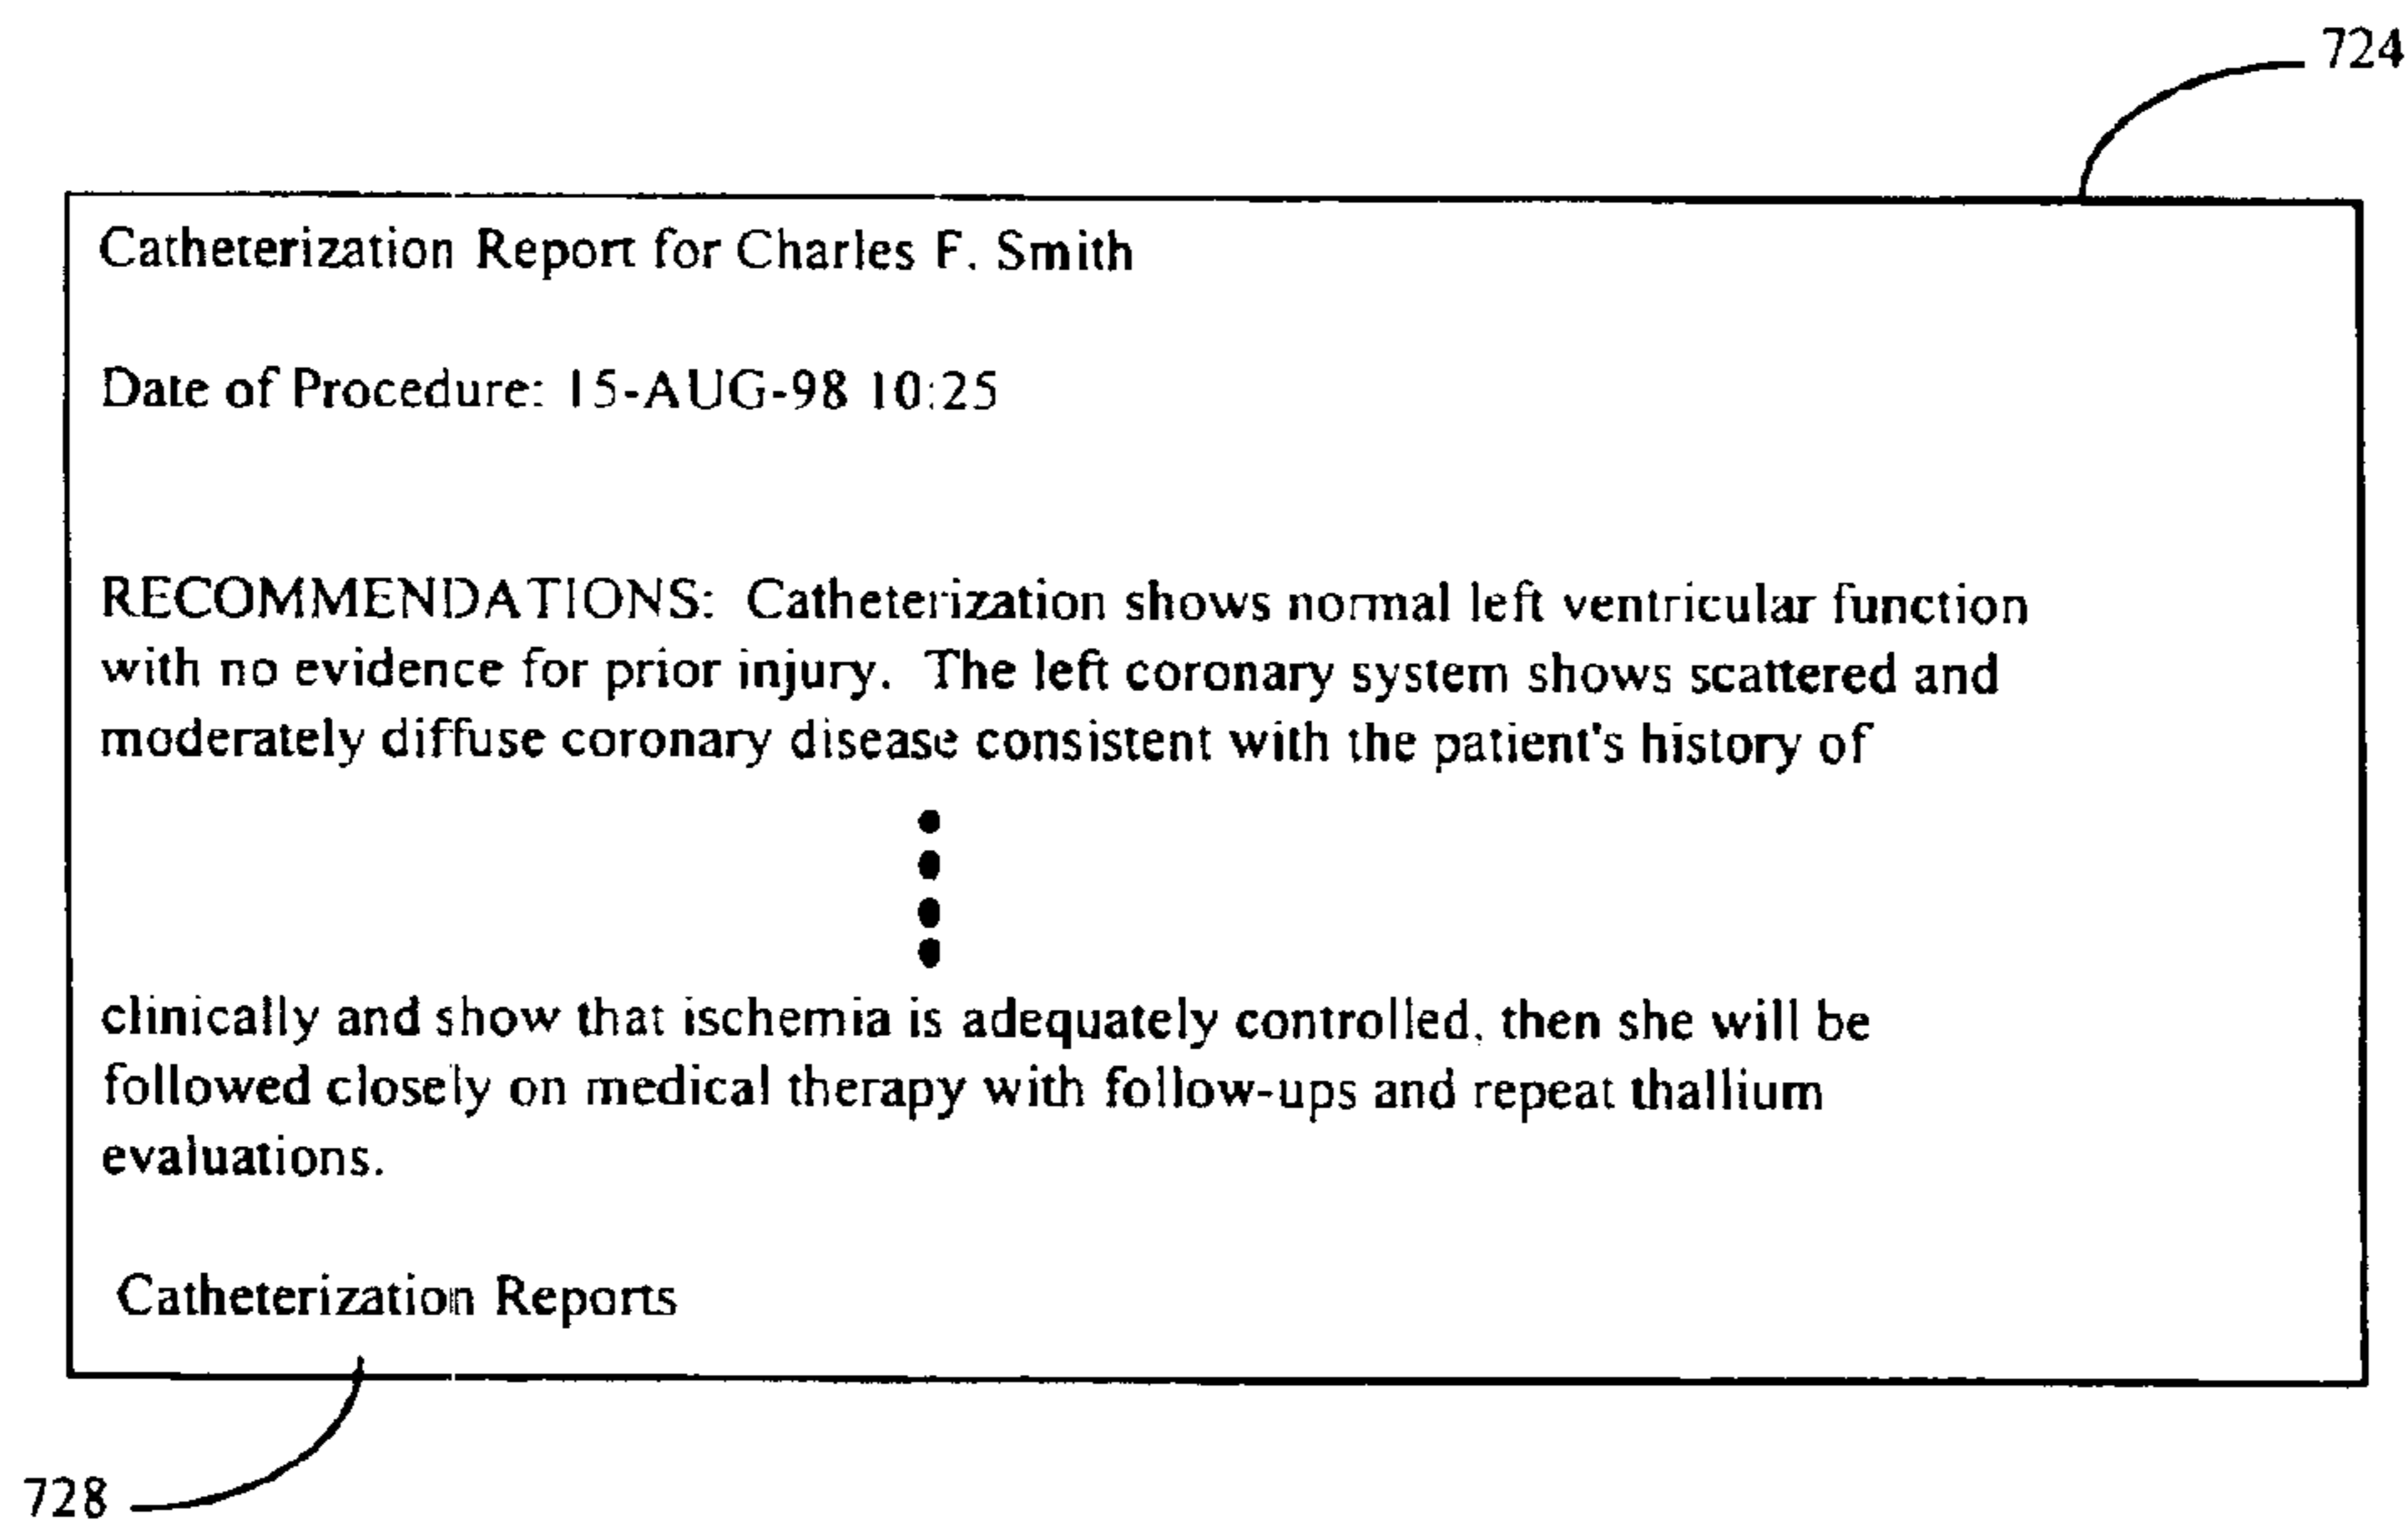 724
Catheterization Report for Charles F. Smith
Date of Procedure: 15-AUG-98 10:25
RECOMMENDATIONS: Catheterization shows normal left ventricular function
with no evidence for prior injury. The left coronary system shows scattered and
moderately diffuse coronary disease consistent with the patient's history of
clinically and show that ischemia is adequately controlled, then she will be
followed closely on medical therapy with follow-ups and repeat thallium
evaluations.
Catheterization Reports
728